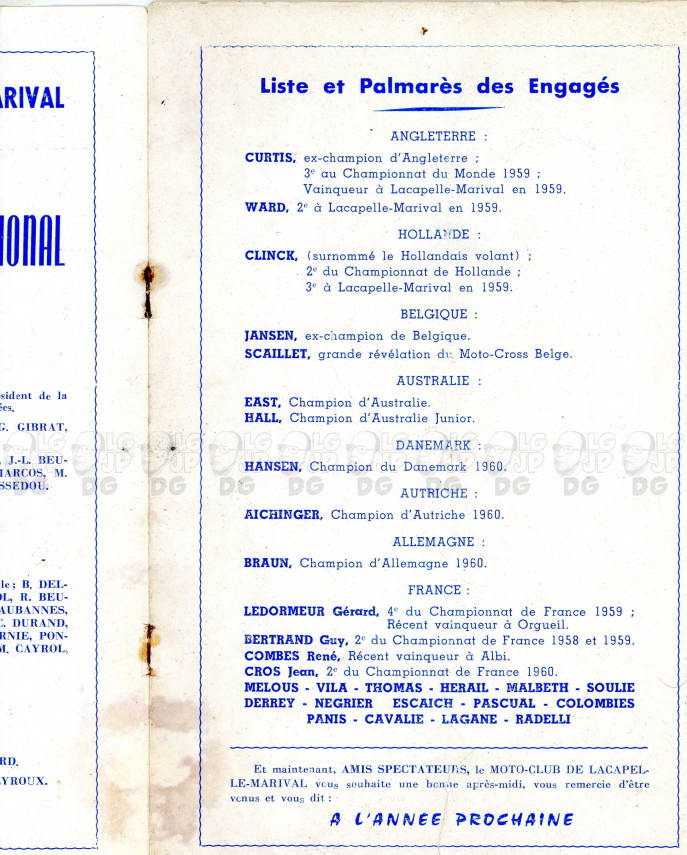 ARIVAL
IONAL
sident de la
ées.
G. GIBRAT,
, J.-L. BEU-
MARCOS, M.
SSEDOU.
le ; B. DEL-
OL, R. BEU-
AUBANNES,
C. DURAND,
RNIE, PON-
M. CAYROL,
RD.
EYROUX.
Liste et Palmarès des Engagés
ANGLETERRE :
CURTIS, ex-champion d'Angleterre ;
3e au Championnat du Monde 1959 ;
Vainqueur à Lacapelle-Marival en 1959.
WARD, 2e à Lacapelle-Marival en 1959.
HOLLANDE :
CLINCK, (surnommé le Hollandais volant) ;
2e du Championnat de Hollande ;
3e à Lacapelle-Marival en 1959.
BELGIQUE :
JANSEN, ex-champion de Belgique.
SCAILLET, grande révélation du Moto-Cross Belge.
AUSTRALIE :
EAST, Champion d'Australie.
HALL, Champion d'Australie Junior.
DANEMARK :
HANSEN, Champion du Danemark 1960.
AUTRICHE :
AICHINGER, Champion d'Autriche 1960.
ALLEMAGNE :
BRAUN, Champion d'Allemagne 1960.
FRANCE :
LEDORMEUR Gérard, 4e du Championnat de France 1959 ;
Récent vainqueur à Orgueil.
BERTRAND Guy, 2e du Championnat de France 1958 et 1959.
COMBES René, Récent vainqueur à Albi.
CROS Jean, 2e du Championnat de France 1960.
MELOUS - VILA - THOMAS - HERAIL - MALBETH - SOULIE
DERREY - NEGRIER ESCAICH - PASCUAL - COLOMBIES
PANIS - CAVALIE - LAGANE - RADELLI
Et maintenant, AMIS SPECTATEURS, le MOTO-CLUB DE LACAPEL-
LE-MARIVAL vous souhaite une bonne après-midi, vous remercie d'être
venus et vous dit :
A L'ANNEE PROCHAINE
LG JP DG